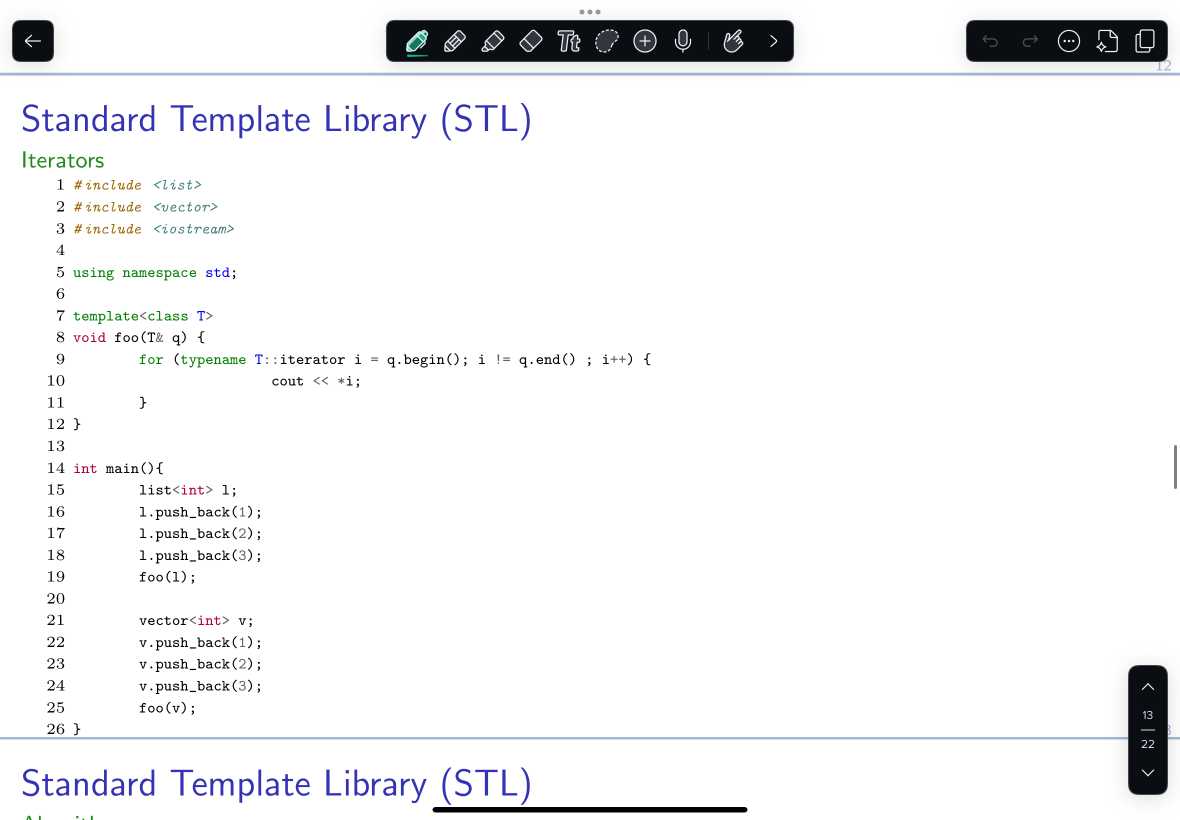 Tt
12
Standard Template Library (STL)
Iterators
1 #include <list>
2 #include <vector>
3 #include <iostream>
4
5 using namespace std;
6
7 template<class T>
8 void foo(T& q) {
9 for (typename T::iterator i = q.begin(); i != q.end() ; i++) {
10 cout << *i;
11 }
12 }
13
14 int main(){
15 list<int> l;
16 l.push_back(1);
17 l.push_back(2);
18 l.push_back(3);
19 foo(l);
20
21 vector<int> v;
22 v.push_back(1);
23 v.push_back(2);
24 v.push_back(3);
25 foo(v);
26 }
13
22
Standard Template Library (STL)